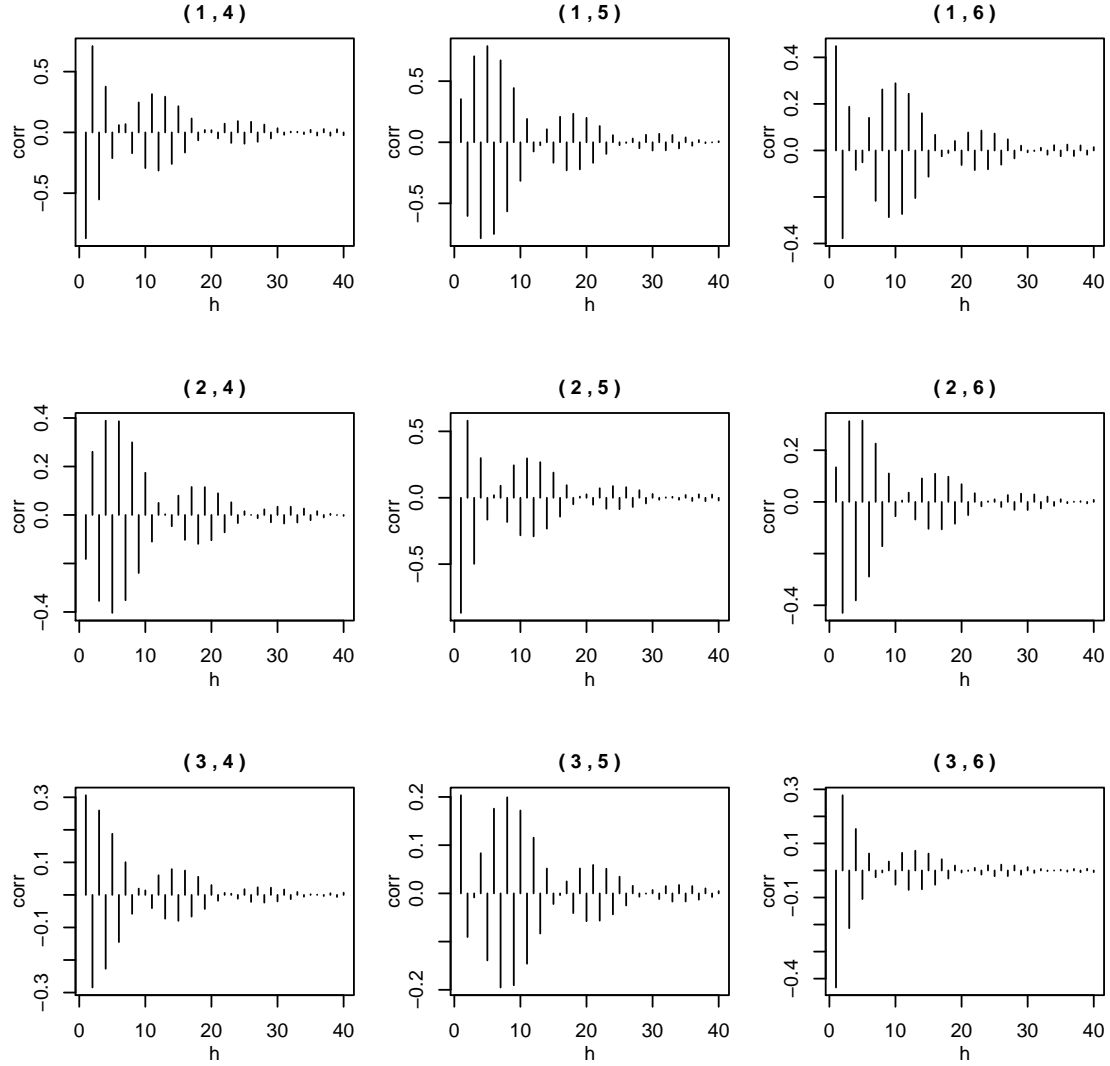 ( 1 , 4 )
( 1 , 5 )
( 1 , 6 )
corr
0.5
0.0
−0.5
0 10 20 30 40
h
corr
0.5
0.0
−0.5
0 10 20 30 40
h
corr
0.4
0.2
0.0
−0.4
0 10 20 30 40
h
( 2 , 4 )
( 2 , 5 )
( 2 , 6 )
corr
0.4
0.2
0.0
−0.4
0 10 20 30 40
h
corr
0.5
0.0
−0.5
0 10 20 30 40
h
corr
0.2
0.0
−0.4
0 10 20 30 40
h
( 3 , 4 )
( 3 , 5 )
( 3 , 6 )
corr
0.3
0.1
−0.1
−0.3
0 10 20 30 40
h
corr
0.2
0.1
0.0
−0.2
0 10 20 30 40
h
corr
0.3
0.1
−0.1
−0.4
0 10 20 30 40
h